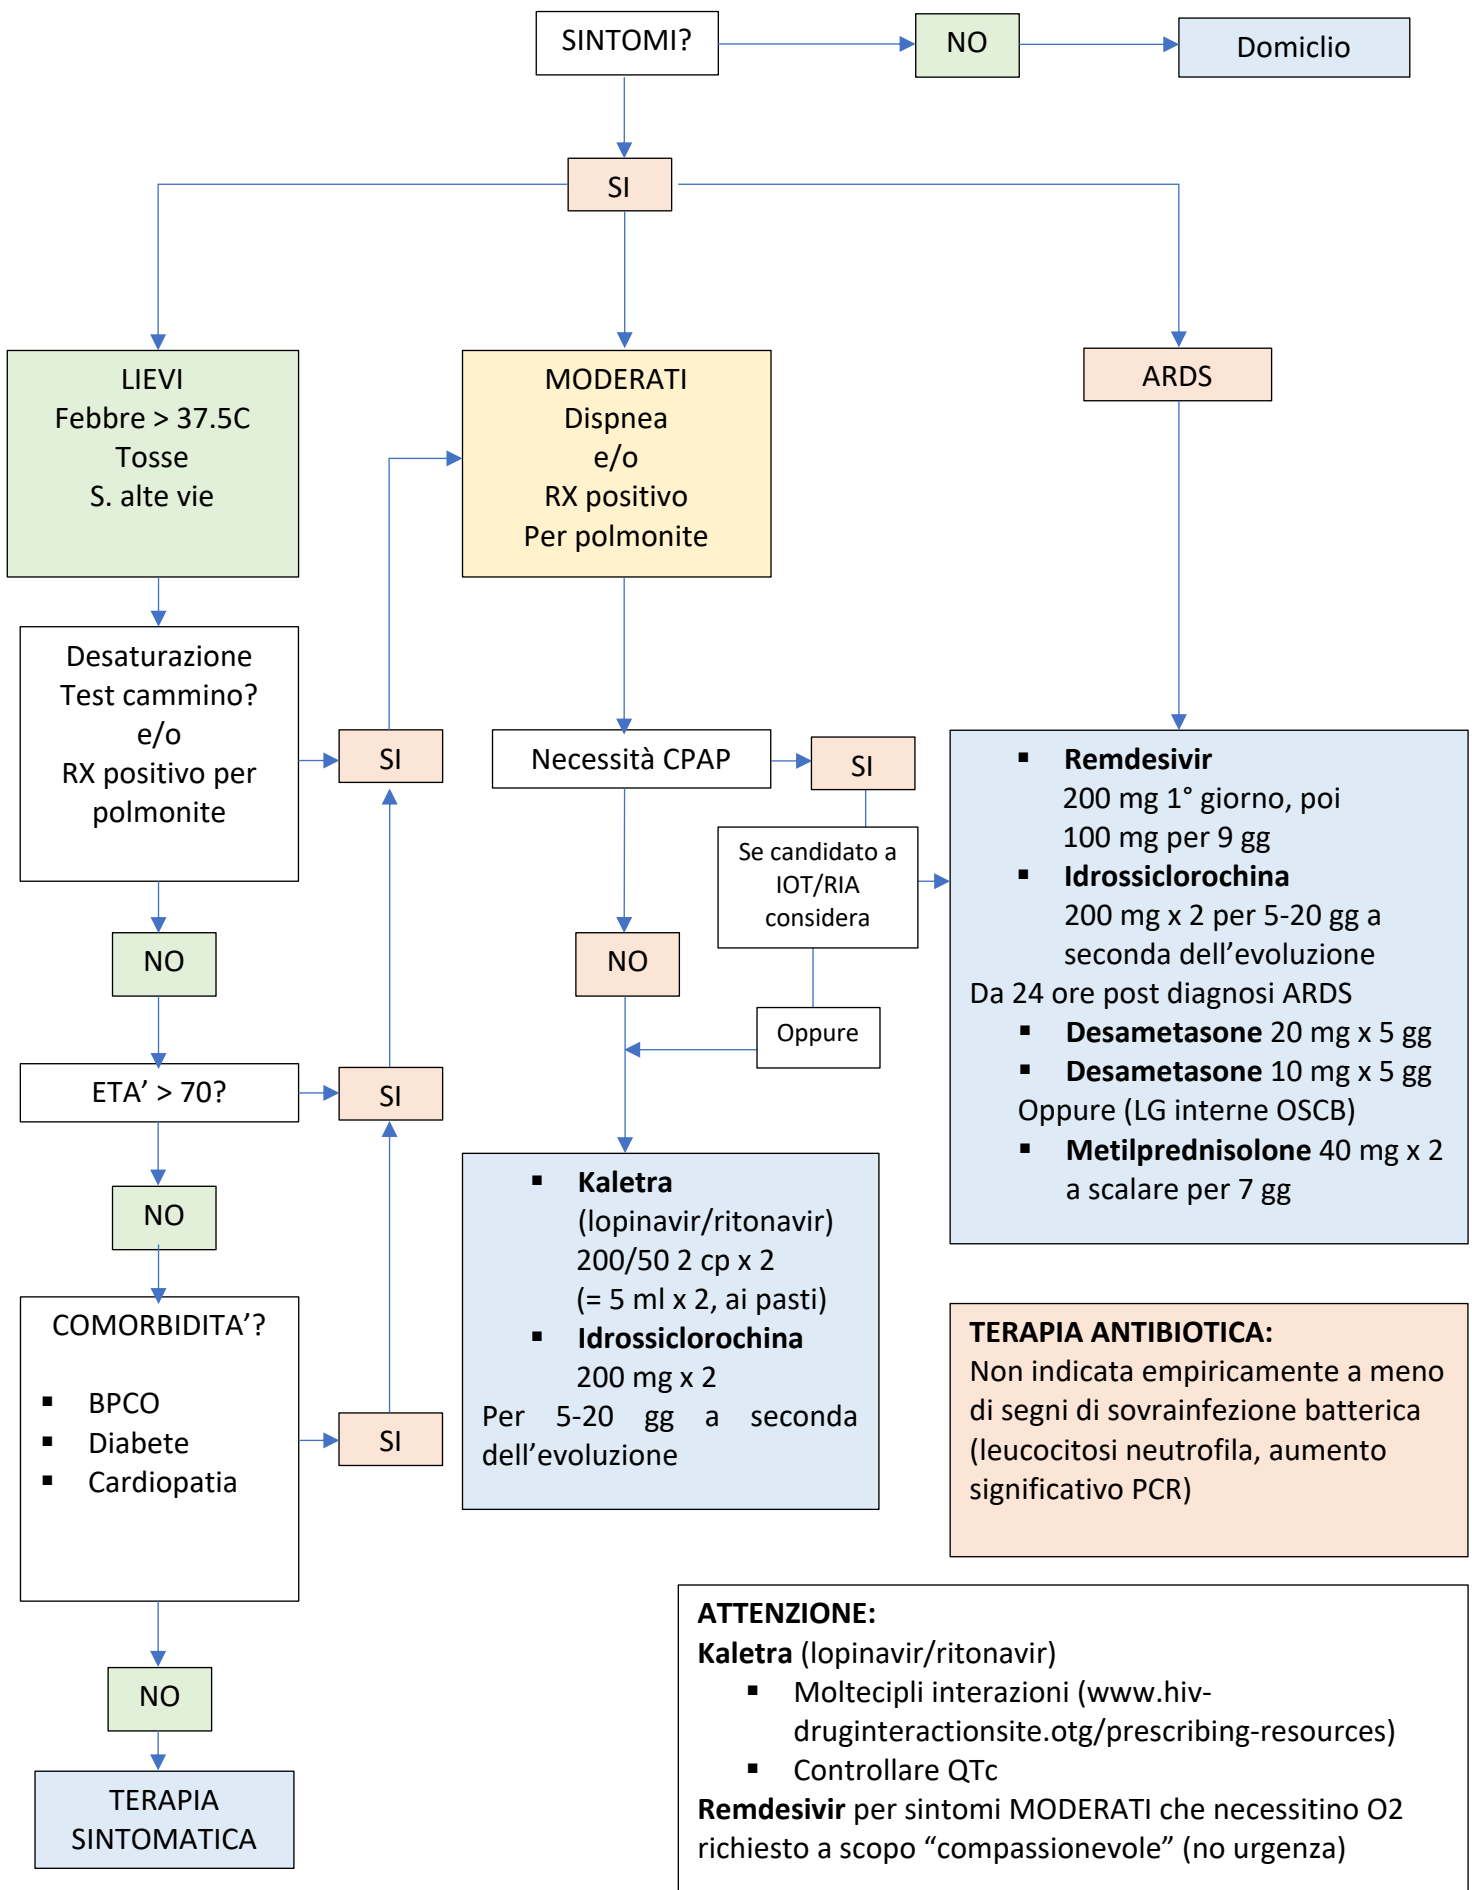 SINTOMI?
NO
Domiclio
SI
LIEVI
Febbre > 37.5C
Tosse
S. alte vie
MODERATI
Dispnea
e/o
RX positivo
Per polmonite
ARDS
Desaturazione
Test cammino?
e/o
RX positivo per
polmonite
SI
Necessità CPAP
SI
Se candidato a
IOT/RIA
considera
Oppure
NO
▪ Remdesivir
200 mg 1° giorno, poi
100 mg per 9 gg
▪ Idrossiclorochina
200 mg x 2 per 5-20 gg a
seconda dell’evoluzione
Da 24 ore post diagnosi ARDS
▪ Desametasone 20 mg x 5 gg
▪ Desametasone 10 mg x 5 gg
Oppure (LG interne OSCB)
▪ Metilprednisolone 40 mg x 2
a scalare per 7 gg
NO
ETA’ > 70?
SI
NO
COMORBIDITA’?
▪ BPCO
▪ Diabete
▪ Cardiopatia
SI
▪ Kaletra
(lopinavir/ritonavir)
200/50 2 cp x 2
(= 5 ml x 2, ai pasti)
▪ Idrossiclorochina
200 mg x 2
Per 5-20 gg a seconda
dell’evoluzione
TERAPIA ANTIBIOTICA:
Non indicata empiricamente a meno
di segni di sovrainfezione batterica
(leucocitosi neutrofila, aumento
significativo PCR)
NO
TERAPIA
SINTOMATICA
ATTENZIONE:
Kaletra (lopinavir/ritonavir)
▪ Moltecipli interazioni (www.hiv-
druginteractionsite.otg/prescribing-resources)
▪ Controllare QTc
Remdesivir per sintomi MODERATI che necessitino O2
richiesto a scopo “compassionevole” (no urgenza)